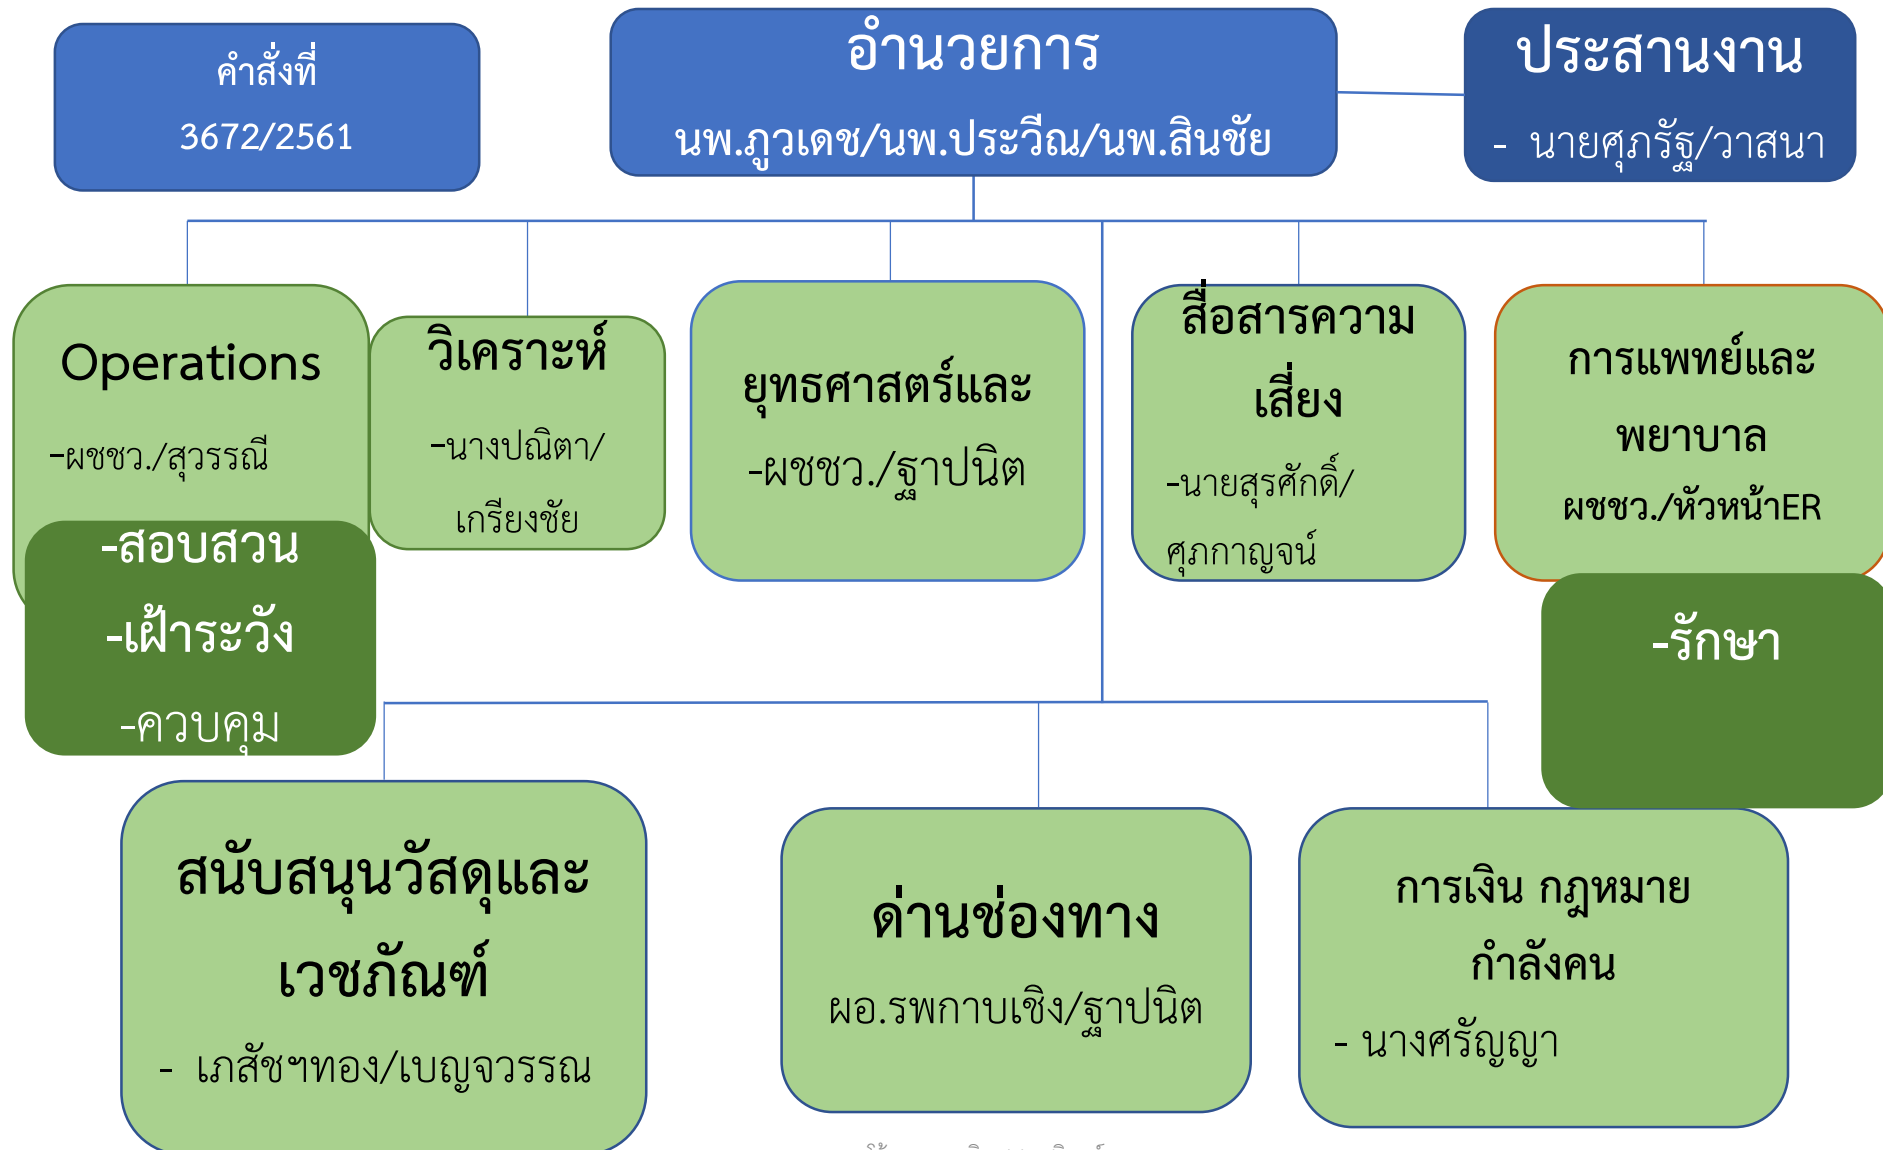 คำสั่งที่
3672/2561
อำนวยการ
นพ.ภูวเดช/นพ.ประวีณ/นพ.สินชัย
ประสานงาน
- นายศุภรัฐ/วาสนา
Operations
-ผชชว./สุวรรณี
-สอบสวน
-เฝ้าระวัง
-ควบคุม
วิเคราะห์
-นางปณิตา/
เกรียงชัย
ยุทธศาสตร์และ
-ผชชว./ฐาปนิต
สื่อสารความ
เสี่ยง
-นายสุรศักดิ์/
ศุภกาญจน์
การแพทย์และ
พยาบาล
ผชชว./หัวหน้าER
-รักษา
สนับสนุนวัสดุและ
เวชภัณฑ์
- เภสัชฯทอง/เบญจวรรณ
ด่านช่องทาง
ผอ.รพกาบเชิง/ฐาปนิต
การเงิน กฎหมาย
กำลังคน
- นางศรัญญา